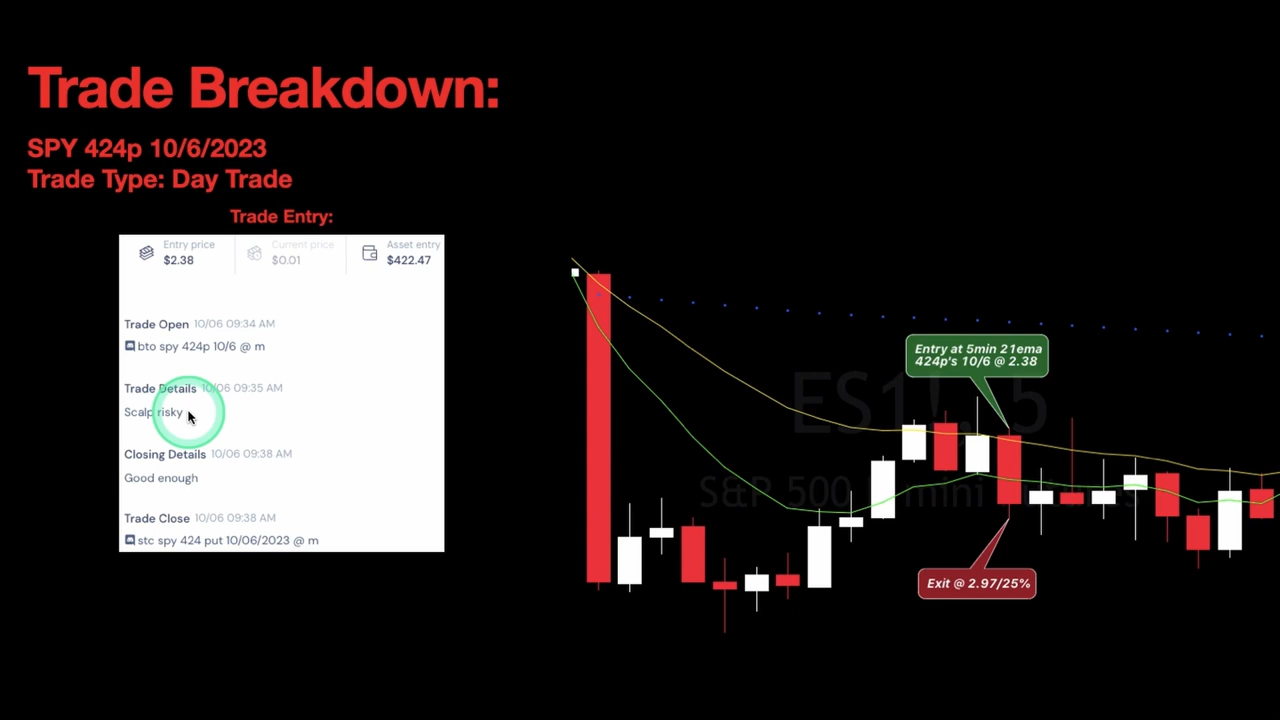 Trade Breakdown:
SPY 424p 10/6/2023
Trade Type: Day Trade
Trade Entry:
Entry price
$2.38
Current price
$0.01
Asset entry
$422.47
Trade Open 10/06 09:34 AM
bto spy 424p 10/6 @ m
Trade Details 10/06 09:35 AM
Scalp risky
Closing Details 10/06 09:38 AM
Good enough
Trade Close 10/06 09:38 AM
stc spy 424 put 10/06/2023 @ m
Entry at 5min 21ema
424p's 10/6 @ 2.38
ES1!, 5
S&P 500 mini
Exit @ 2.97/25%